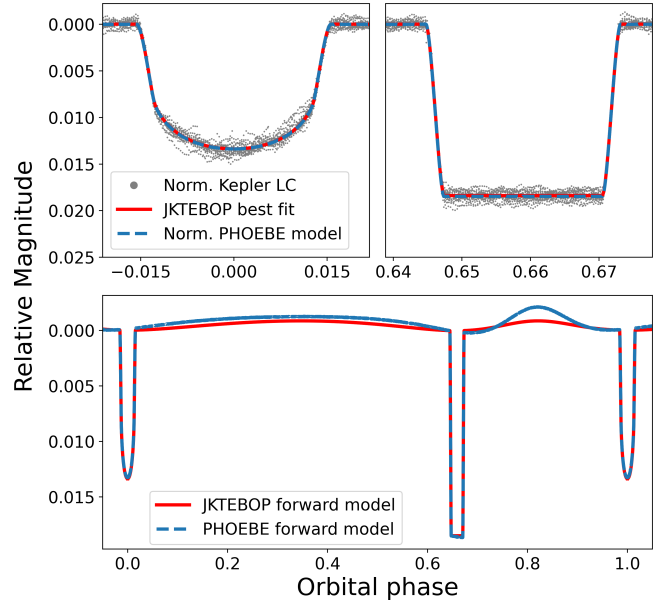 Relative Magnitude
0.000
0.005
0.010
0.015
0.020
0.025
Norm. Kepler LC
JKTEBOP best fit
Norm. PHOEBE model
−0.015 0.000 0.015
0.64 0.65 0.66 0.67
0.000
0.005
0.010
0.015
JKTEBOP forward model
PHOEBE forward model
0.0 0.2 0.4 0.6 0.8 1.0
Orbital phase